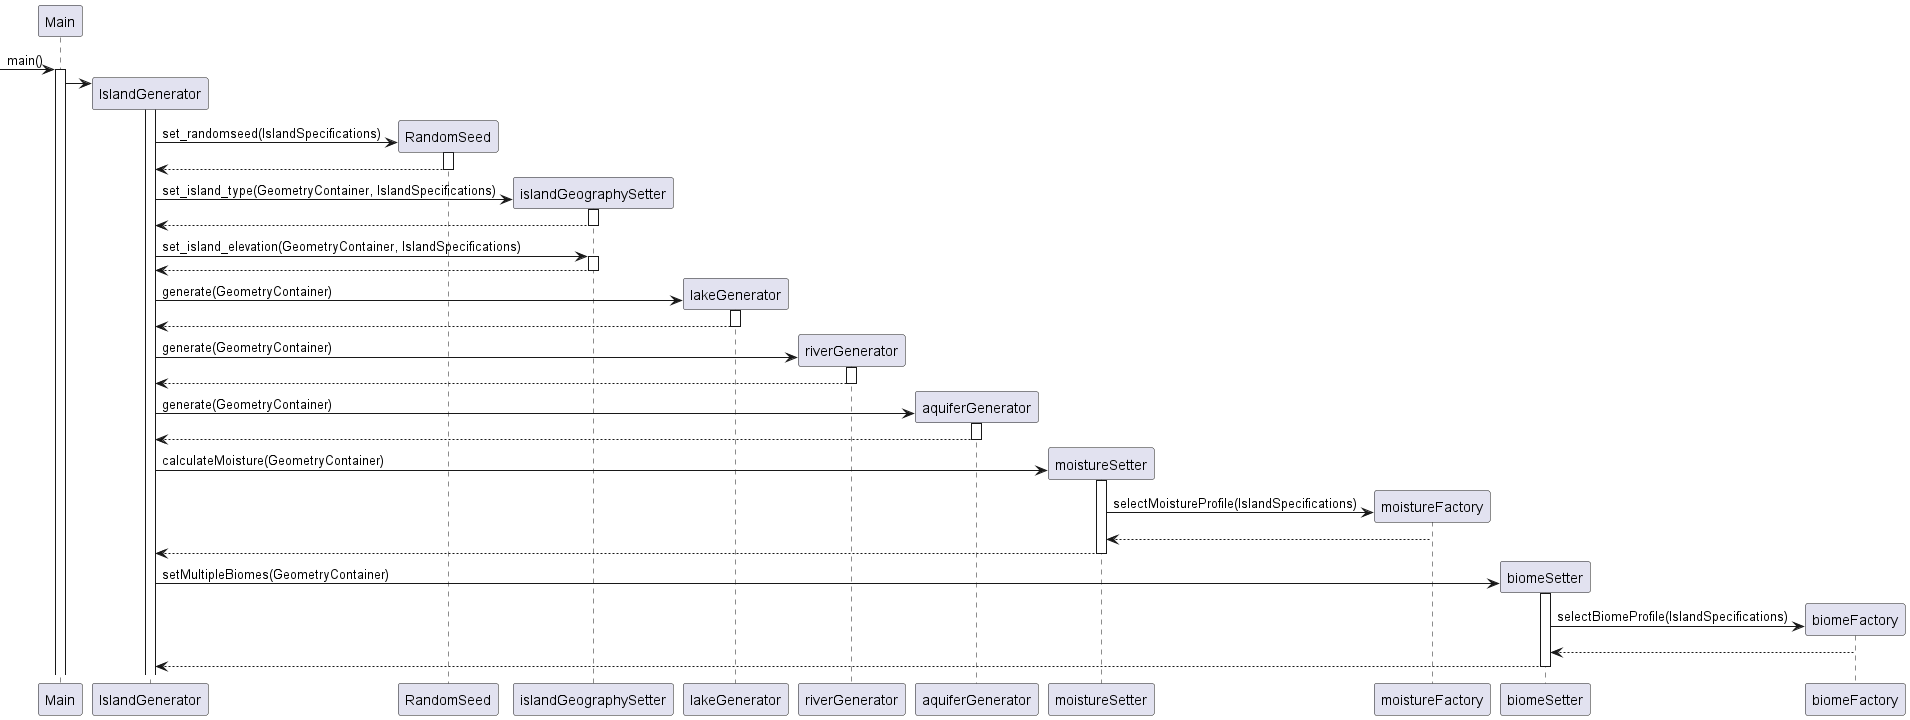 Main
main()
IslandGenerator
set_randomseed(IslandSpecifications)
RandomSeed
set_island_type(GeometryContainer, IslandSpecifications)
islandGeographySetter
set_island_elevation(GeometryContainer, IslandSpecifications)
generate(GeometryContainer)
lakeGenerator
generate(GeometryContainer)
riverGenerator
generate(GeometryContainer)
aquiferGenerator
calculateMoisture(GeometryContainer)
moistureSetter
selectMoistureProfile(IslandSpecifications)
moistureFactory
setMultipleBiomes(GeometryContainer)
biomeSetter
selectBiomeProfile(IslandSpecifications)
biomeFactory
Main
IslandGenerator
RandomSeed
islandGeographySetter
lakeGenerator
riverGenerator
aquiferGenerator
moistureSetter
moistureFactory
biomeSetter
biomeFactory